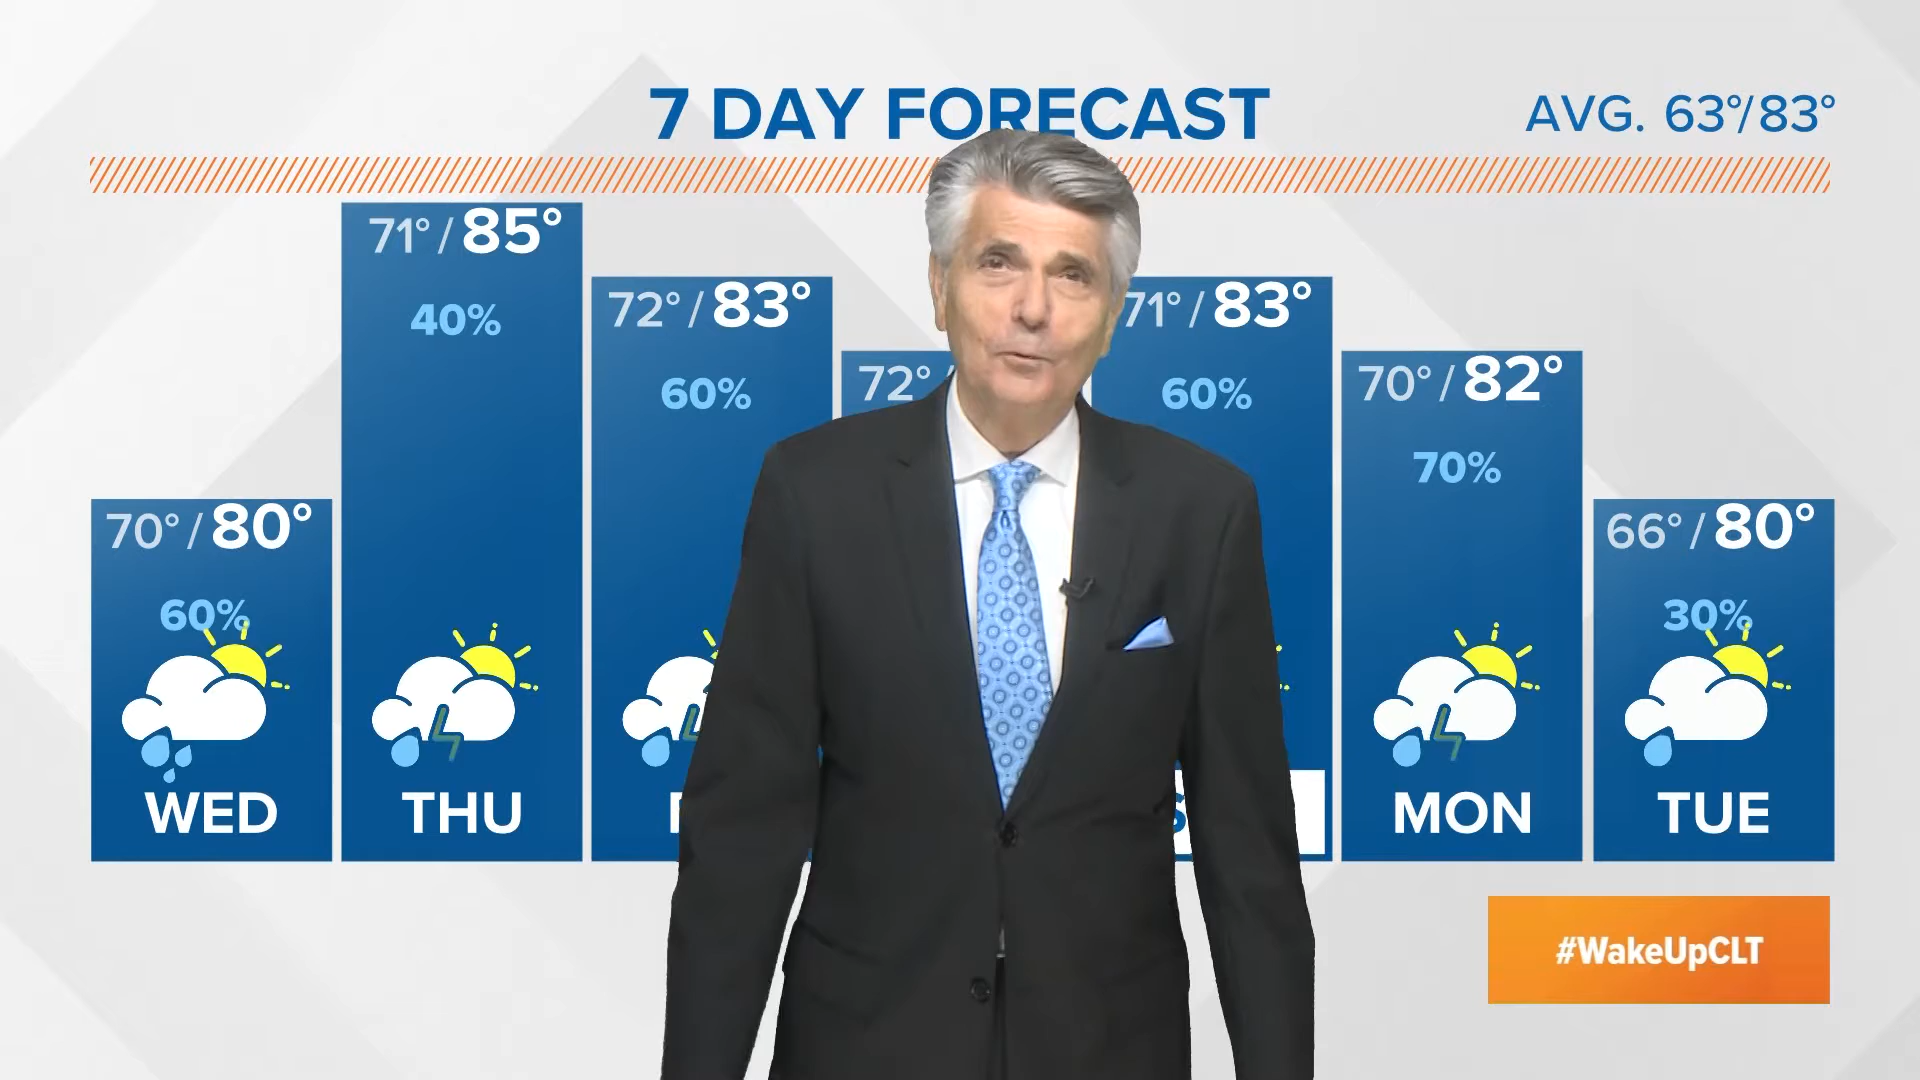 7 DAY FORECAST
AVG. 63°/83°
70°/80°
60%
WED
71°/85°
40%
THU
72°/83°
60%
72°
71°/83°
60%
S
70°/82°
70%
MON
66°/80°
30%
TUE
#WakeUpCLT